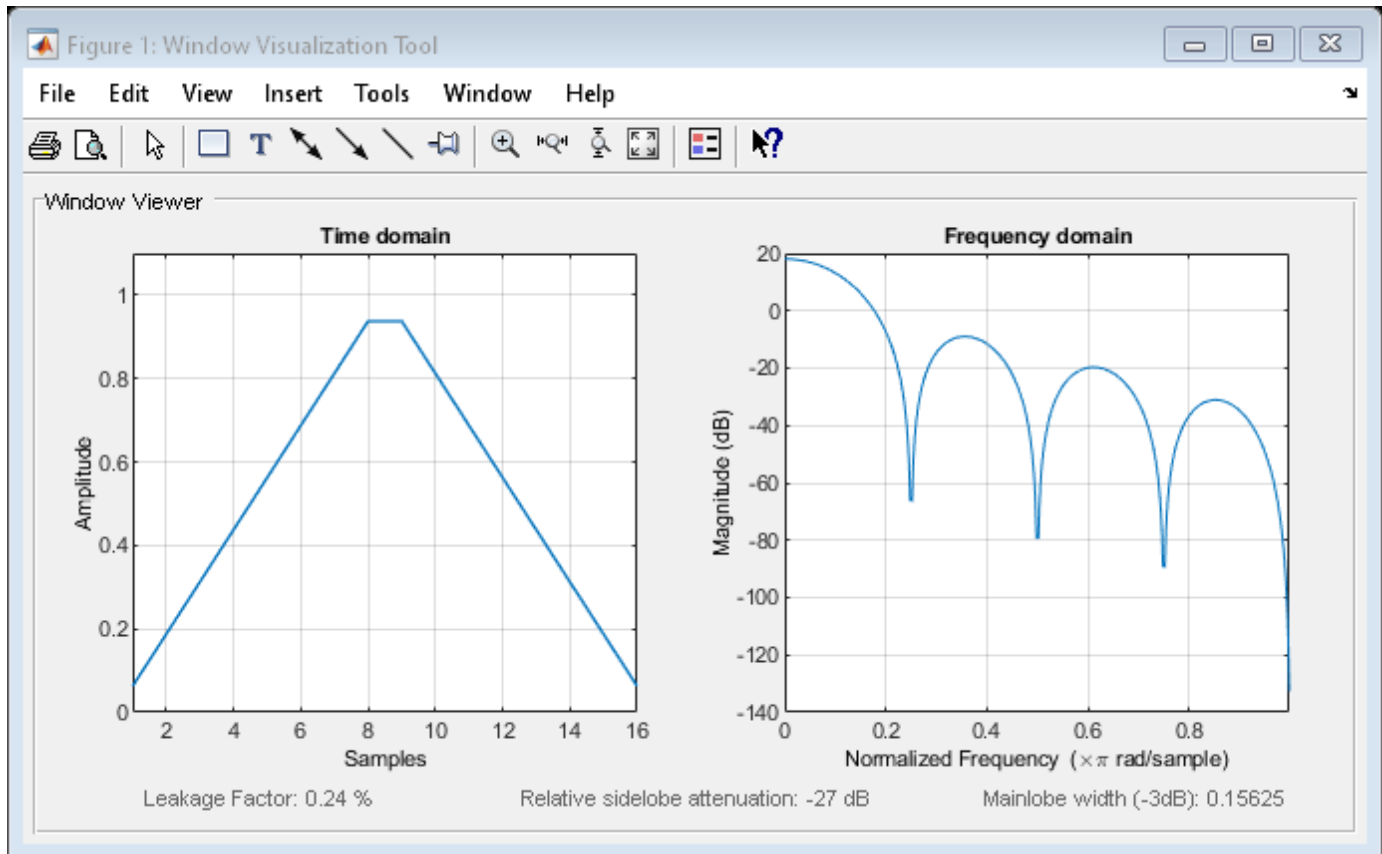 Figure 1: Window Visualization Tool
File Edit View Insert Tools Window Help
T
?
Window Viewer
Time domain
1
0.8
0.6
0.4
0.2
0
Amplitude
2 4 6 8 10 12 14 16
Samples
Frequency domain
20
0
-20
-40
-60
-80
-100
-120
-140
Magnitude (dB)
0 0.2 0.4 0.6 0.8
Normalized Frequency (×π rad/sample)
Leakage Factor: 0.24 % Relative sidelobe attenuation: -27 dB Mainlobe width (-3dB): 0.15625